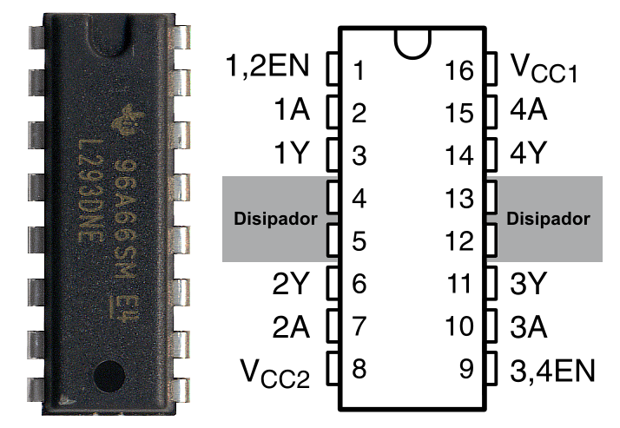 96A66SM E4
L293DNE
1,2EN 1 16 VCC1
1A 2 15 4A
1Y 3 14 4Y
4 13
Disipador Disipador
5 12
2Y 6 11 3Y
2A 7 10 3A
VCC2 8 9 3,4EN